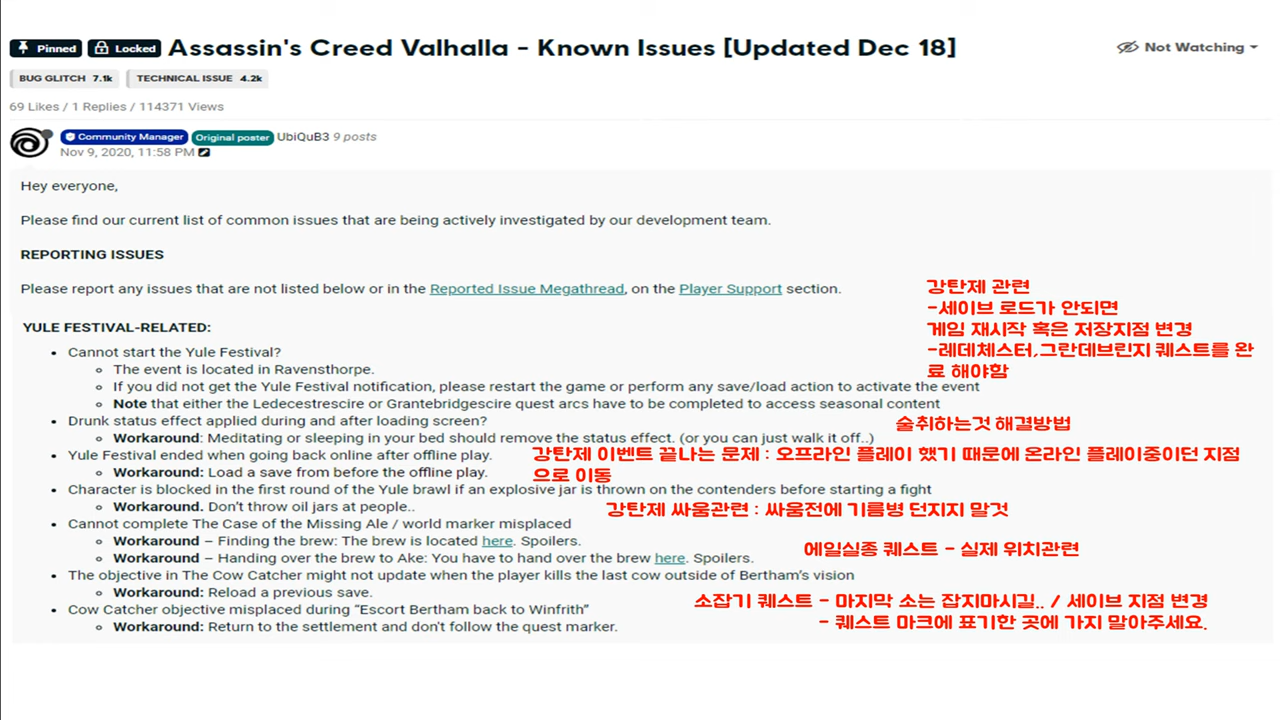 Pinned Locked Assassin's Creed Valhalla - Known Issues [Updated Dec 18] Not Watching
BUG GLITCH 7.1k TECHNICAL ISSUE 4.2k
69 Likes / 1 Replies / 114371 Views
Community Manager Original poster UbiQuB3 9 posts
Nov 9, 2020, 11:58 PM
Hey everyone,
Please find our current list of common issues that are being actively investigated by our development team.
REPORTING ISSUES
Please report any issues that are not listed below or in the Reported Issue Megathread, on the Player Support section.
강탄제 관련
-세이브 로드가 안되면
게임 재시작 혹은 저장지점 변경
-레데체스터,그란데브린지 퀘스트를 완
료 해야함
YULE FESTIVAL-RELATED:
• Cannot start the Yule Festival?
○ The event is located in Ravensthorpe.
○ If you did not get the Yule Festival notification, please restart the game or perform any save/load action to activate the event
○ Note that either the Ledecestrescire or Grantebridgescire quest arcs have to be completed to access seasonal content
• Drunk status effect applied during and after loading screen?
술취하는것 해결방법
○ Workaround: Meditating or sleeping in your bed should remove the status effect. (or you can just walk it off..)
• Yule Festival ended when going back online after offline play.
강탄제 이벤트 끝나는 문제 : 오프라인 플레이 했기 때문에 온라인 플레이중이던 지점
으로 이동
○ Workaround: Load a save from before the offline play.
• Character is blocked in the first round of the Yule brawl if an explosive jar is thrown on the contenders before starting a fight
○ Workaround. Don't throw oil jars at people..
강탄제 싸움관련 : 싸움전에 기름병 던지지 말것
• Cannot complete The Case of the Missing Ale / world marker misplaced
○ Workaround – Finding the brew: The brew is located here. Spoilers.
○ Workaround – Handing over the brew to Ake: You have to hand over the brew here. Spoilers.
에일실종 퀘스트 - 실제 위치관련
• The objective in The Cow Catcher might not update when the player kills the last cow outside of Bertham's vision
○ Workaround: Reload a previous save.
소잡기 퀘스트 - 마지막 소는 잡지마시길.. / 세이브 지점 변경
• Cow Catcher objective misplaced during “Escort Bertham back to Winfrith”
○ Workaround: Return to the settlement and don't follow the quest marker.
- 퀘스트 마크에 표기한 곳에 가지 말아주세요.